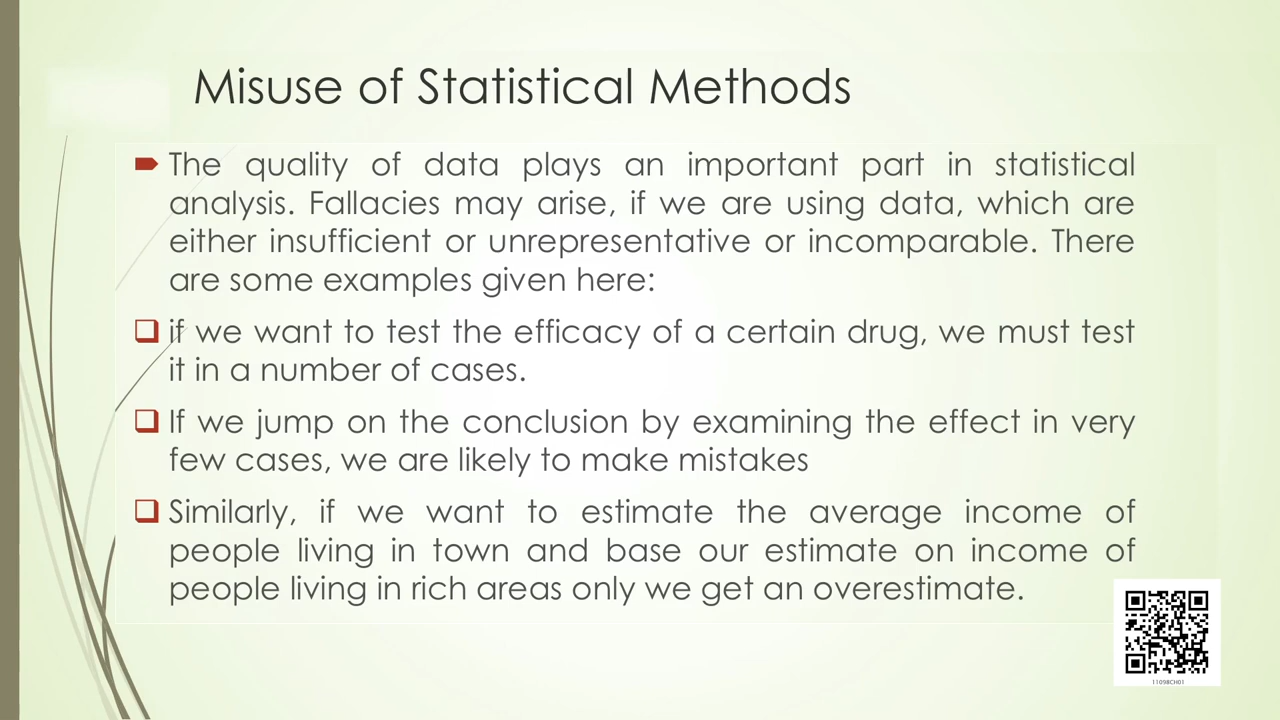 Misuse of Statistical Methods
The quality of data plays an important part in statistical
analysis. Fallacies may arise, if we are using data, which are
either insufficient or unrepresentative or incomparable. There
are some examples given here:
if we want to test the efficacy of a certain drug, we must test
it in a number of cases.
If we jump on the conclusion by examining the effect in very
few cases, we are likely to make mistakes
Similarly, if we want to estimate the average income of
people living in town and base our estimate on income of
people living in rich areas only we get an overestimate.
11098CH01